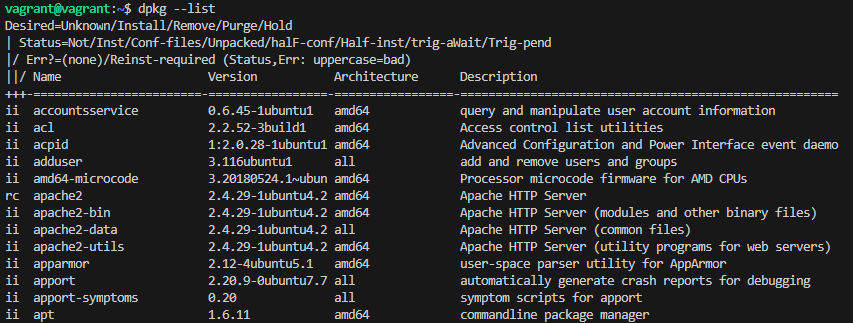 vagrant@vagrant:~$ dpkg --list
Desired=Unknown/Install/Remove/Purge/Hold
| Status=Not/Inst/Conf-files/Unpacked/halF-conf/Half-inst/trig-aWait/Trig-pend
|/ Err?=(none)/Reinst-required (Status,Err: uppercase=bad)
||/ Name                    Version          Architecture     Description
+++-=======================-================-================-====================================================
ii  accountsservice         0.6.45-1ubuntu1  amd64            query and manipulate user account information
ii  acl                     2.2.52-3build1   amd64            Access control list utilities
ii  acpid                   1:2.0.28-1ubuntu1 amd64           Advanced Configuration and Power Interface event daemo
ii  adduser                 3.116ubuntu1     all              add and remove users and groups
ii  amd64-microcode         3.20180524.1~ubun amd64           Processor microcode firmware for AMD CPUs
rc  apache2                 2.4.29-1ubuntu4.2 amd64           Apache HTTP Server
ii  apache2-bin             2.4.29-1ubuntu4.2 amd64           Apache HTTP Server (modules and other binary files)
ii  apache2-data            2.4.29-1ubuntu4.2 all             Apache HTTP Server (common files)
ii  apache2-utils           2.4.29-1ubuntu4.2 amd64           Apache HTTP Server (utility programs for web servers)
ii  apparmor                2.12-4ubuntu5.1  amd64            user-space parser utility for AppArmor
ii  apport                  2.20.9-0ubuntu7.7 all             automatically generate crash reports for debugging
ii  apport-symptoms         0.20             all              symptom scripts for apport
ii  apt                     1.6.11           amd64            commandline package manager